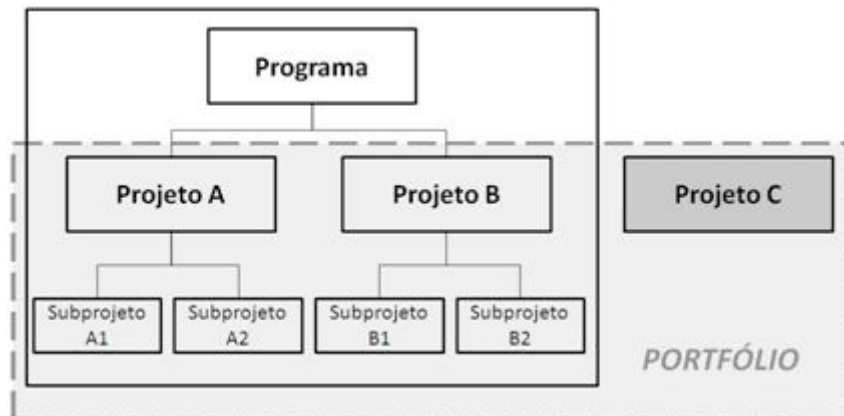 Programa
Projeto A
Projeto B
Projeto C
Subprojeto
A1
Subprojeto
A2
Subprojeto
B1
Subprojeto
B2
PORTFÓLIO